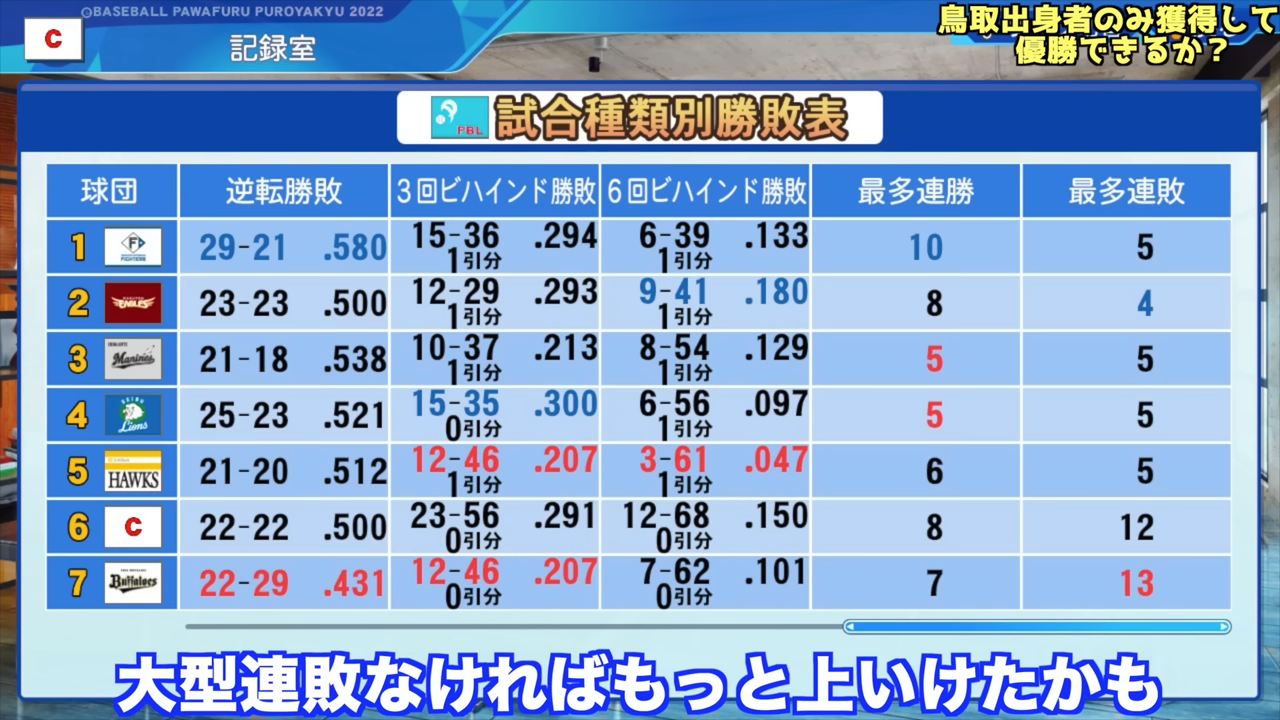 ©BASEBALL PAWAFURU PUROYAKYU 2022
C
記録室
鳥取出身者のみ獲得して
優勝できるか?
PBL 試合種類別勝敗表
球団 逆転勝敗 3回ビハインド勝敗 6回ビハインド勝敗 最多連勝 最多連敗
1 F FIGHTERS 29-21 .580 15-36 .294 1引分 6-39 .133 1引分 10 5
2 EAGLES 23-23 .500 12-29 .293 1引分 9-41 .180 1引分 8 4
3 Marines 21-18 .538 10-37 .213 1引分 8-54 .129 1引分 5 5
4 SEIBU Lions 25-23 .521 15-35 .300 0引分 6-56 .097 1引分 5 5
5 HAWKS 21-20 .512 12-46 .207 1引分 3-61 .047 1引分 6 5
6 C 22-22 .500 23-56 .291 0引分 12-68 .150 0引分 8 12
7 Buffaloes 22-29 .431 12-46 .207 0引分 7-62 .101 0引分 7 13
大型連敗なければもっと上いけたかも